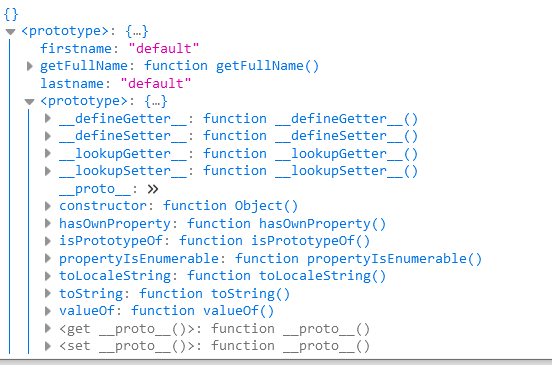 {}
<prototype>: {…}
firstname: "default"
getFullName: function getFullName()
lastname: "default"
<prototype>: {…}
__defineGetter__: function __defineGetter__()
__defineSetter__: function __defineSetter__()
__lookupGetter__: function __lookupGetter__()
__lookupSetter__: function __lookupSetter__()
__proto__: »
constructor: function Object()
hasOwnProperty: function hasOwnProperty()
isPrototypeOf: function isPrototypeOf()
propertyIsEnumerable: function propertyIsEnumerable()
toLocaleString: function toLocaleString()
toString: function toString()
valueOf: function valueOf()
<get __proto__()>: function __proto__()
<set __proto__()>: function __proto__()